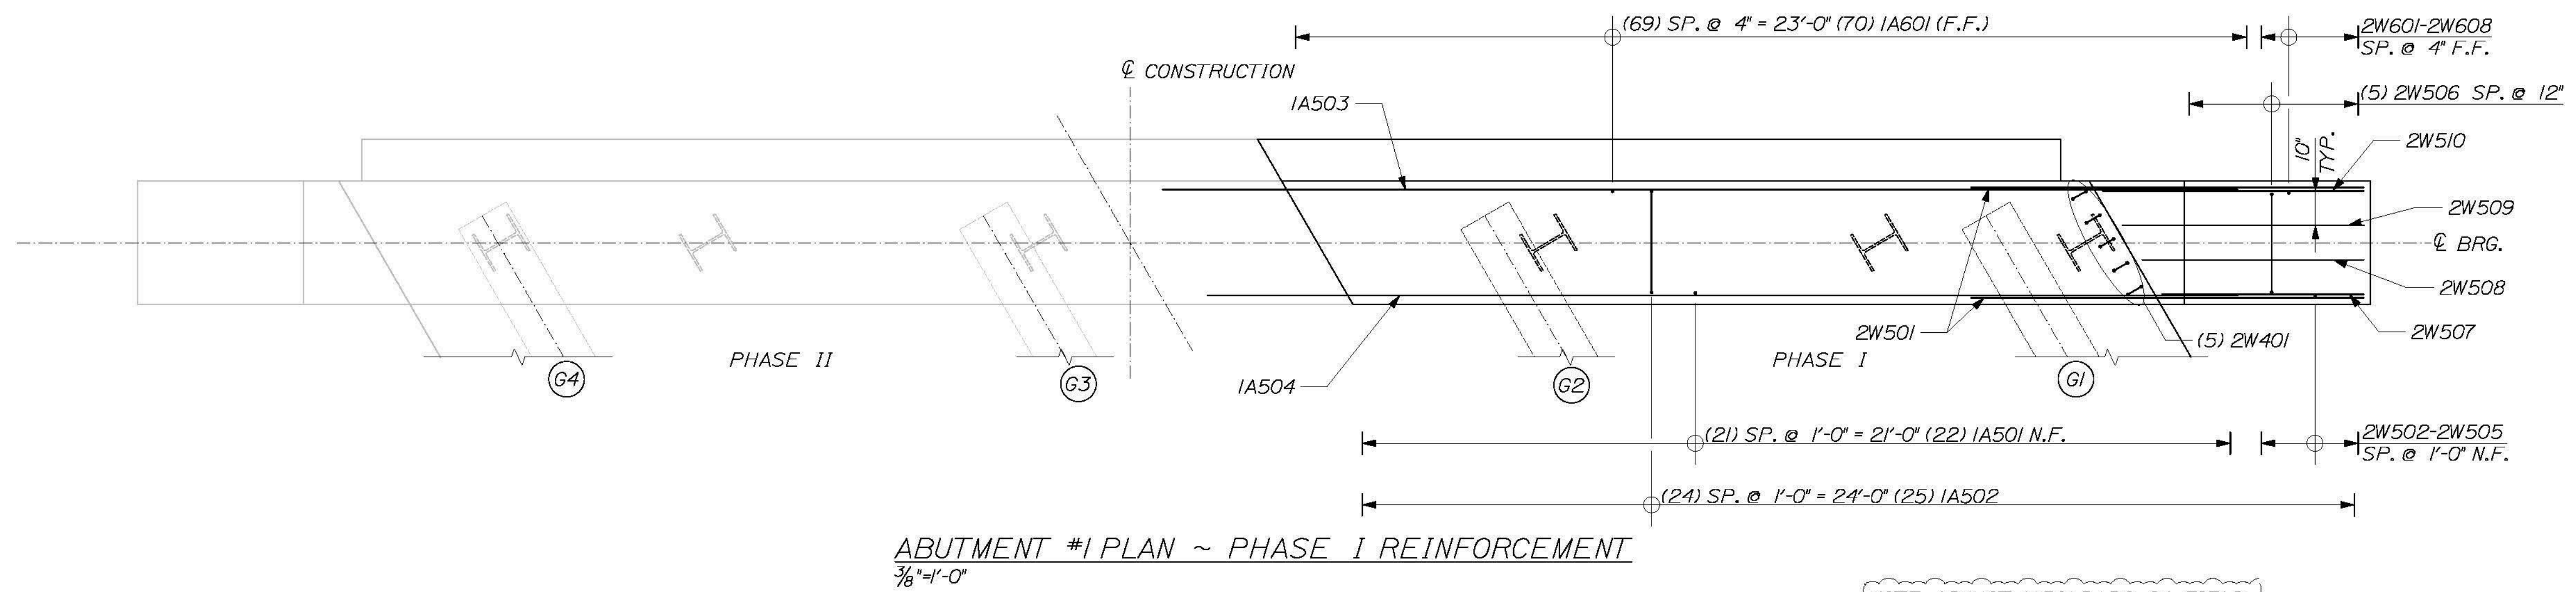 (69) SP. @ 4" = 23'-0" (70) 1A601 (F.F.)
2W601-2W608
SP. @ 4" F.F.
℄ CONSTRUCTION
1A503
(5) 2W506 SP. @ 12"
10"
TYP.
2W510
2W509
℄ BRG.
2W508
2W507
2W501
(5) 2W401
PHASE II
PHASE I
G4
G3
G2
G1
1A504
(21) SP. @ 1'-0" = 21'-0" (22) 1A501 N.F.
2W502-2W505
SP. @ 1'-0" N.F.
(24) SP. @ 1'-0" = 24'-0" (25) 1A502
ABUTMENT #1 PLAN ~ PHASE I REINFORCEMENT
3/8"=1'-0"